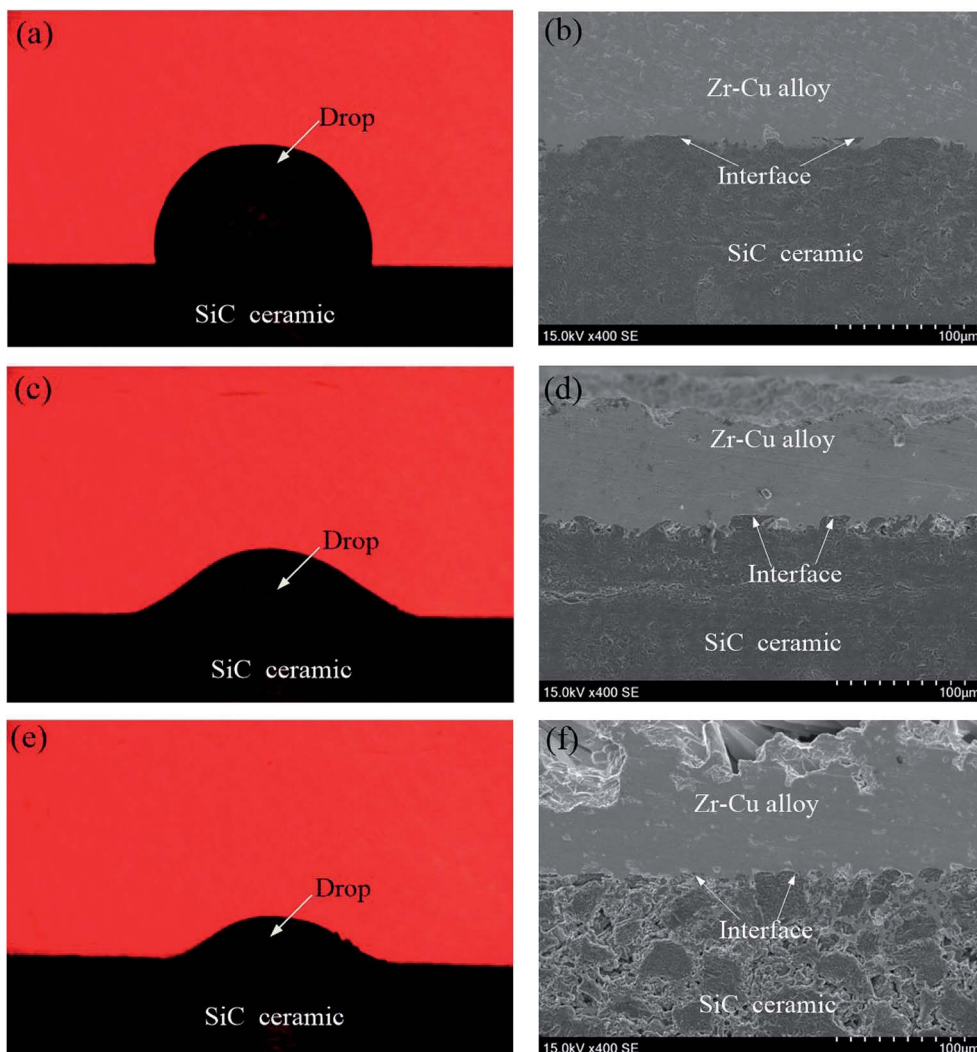 (a)
Drop
SiC ceramic
(b)
Zr-Cu alloy
Interface
SiC ceramic
15.0kV x400 SE
100μm
(c)
Drop
SiC ceramic
(d)
Zr-Cu alloy
Interface
SiC ceramic
15.0kV x400 SE
100μm
(e)
Drop
SiC ceramic
(f)
Zr-Cu alloy
Interface
SiC ceramic
15.0kV x400 SE
100μm